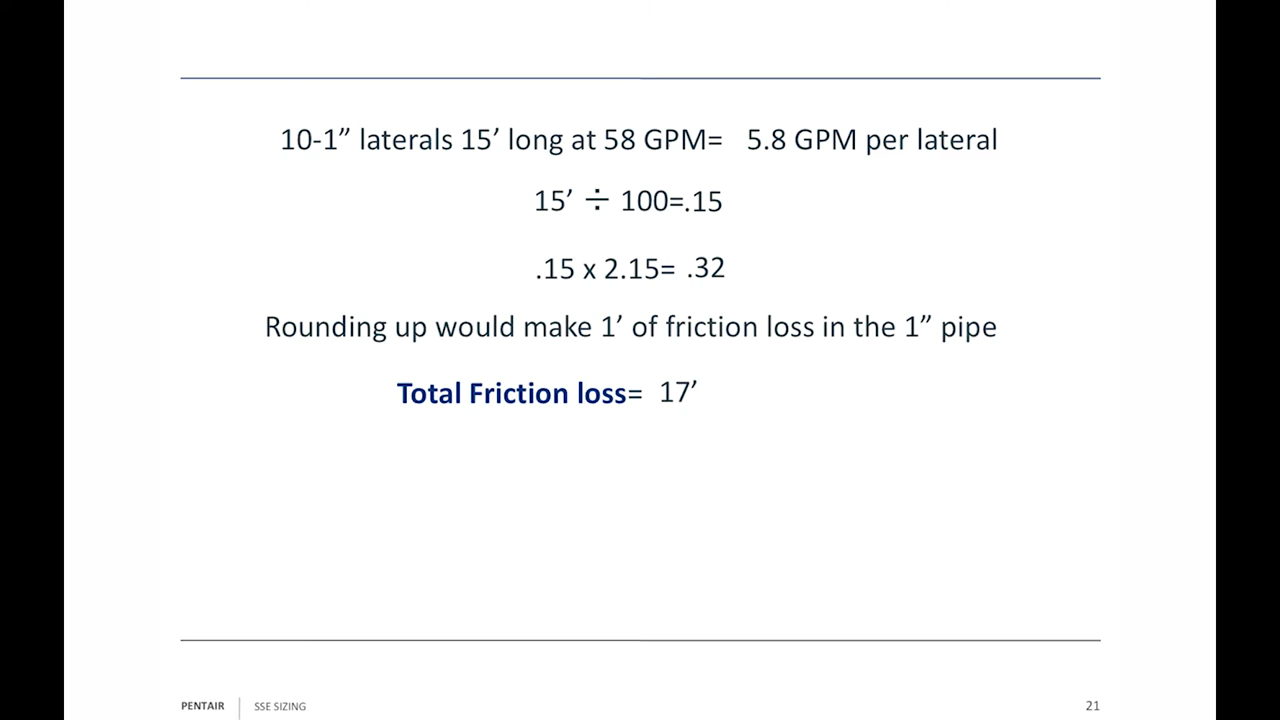 10-1” laterals 15’ long at 58 GPM= 5.8 GPM per lateral
15’ ÷ 100=.15
.15 x 2.15= .32
Rounding up would make 1’ of friction loss in the 1” pipe
Total Friction loss= 17’
PENTAIR | SSE SIZING 21